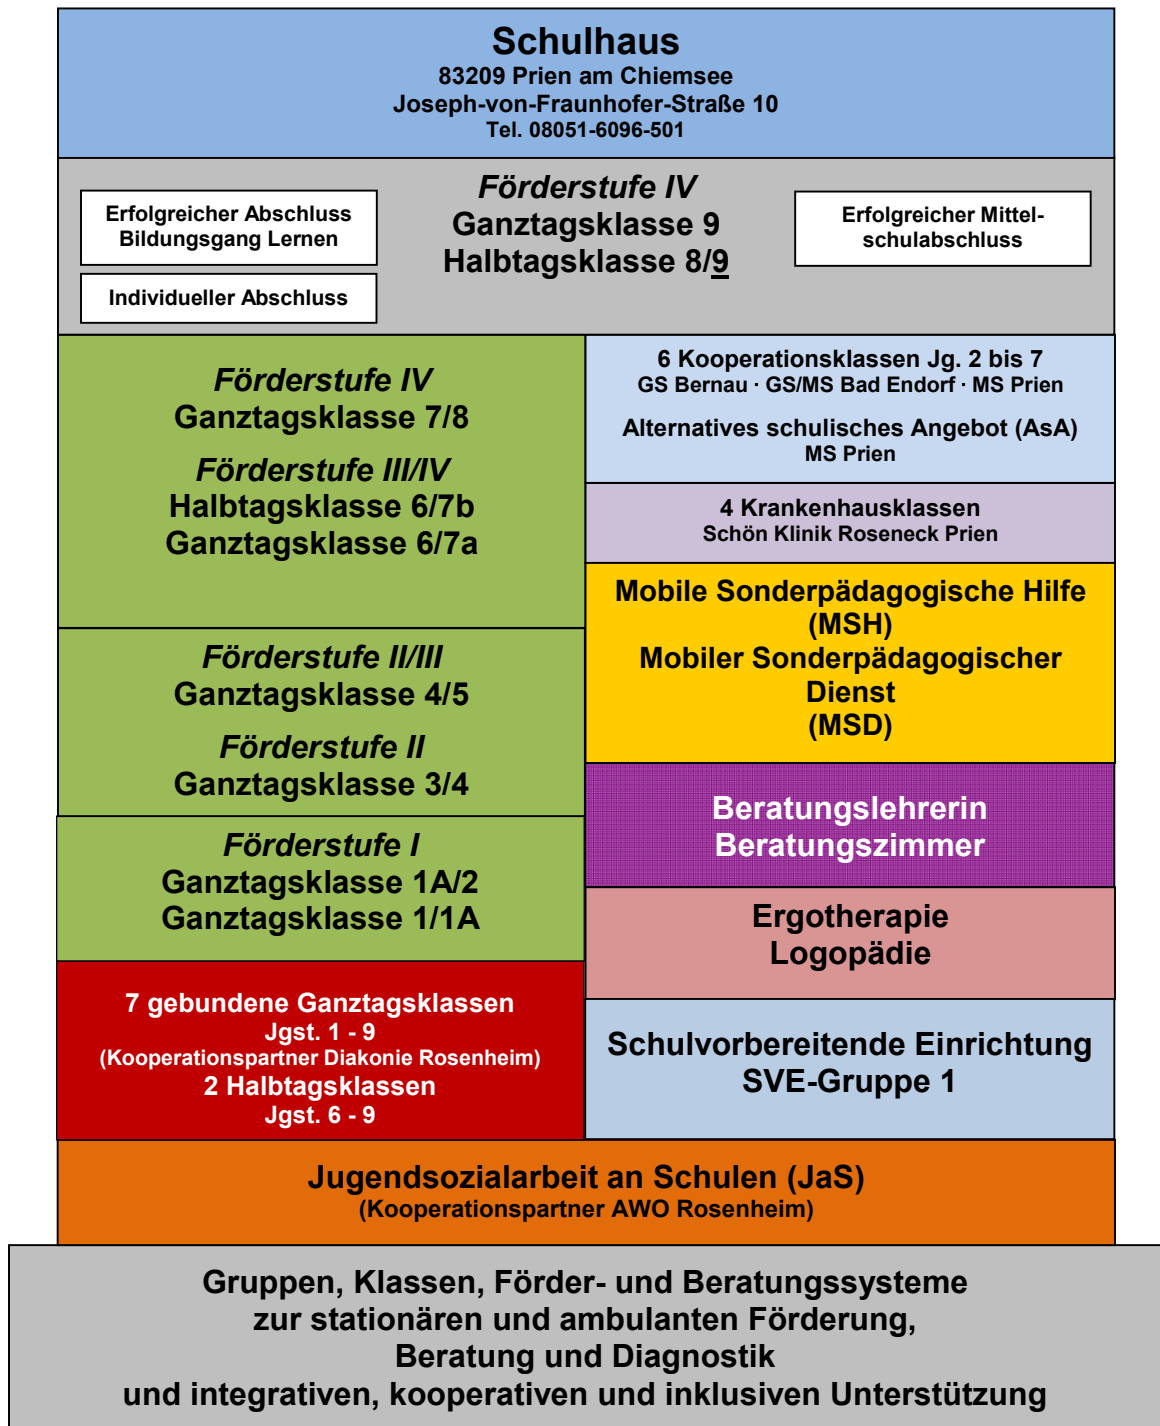 Schulhaus
83209 Prien am Chiemsee
Joseph-von-Fraunhofer-Straße 10
Tel. 08051-6096-501
Erfolgreicher Abschluss
Bildungsgang Lernen
Individueller Abschluss
Förderstufe IV
Ganztagsklasse 9
Halbtagsklasse 8/9
Erfolgreicher Mittel-
schulabschluss
Förderstufe IV
Ganztagsklasse 7/8
Förderstufe III/IV
Halbtagsklasse 6/7b
Ganztagsklasse 6/7a
Förderstufe II/III
Ganztagsklasse 4/5
Förderstufe II
Ganztagsklasse 3/4
Förderstufe I
Ganztagsklasse 1A/2
Ganztagsklasse 1/1A
7 gebundene Ganztagsklassen
Jgst. 1 - 9
(Kooperationspartner Diakonie Rosenheim)
2 Halbtagsklassen
Jgst. 6 - 9
6 Kooperationsklassen Jg. 2 bis 7
GS Bernau · GS/MS Bad Endorf · MS Prien
Alternatives schulisches Angebot (AsA)
MS Prien
4 Krankenhausklassen
Schön Klinik Roseneck Prien
Mobile Sonderpädagogische Hilfe
(MSH)
Mobiler Sonderpädagogischer
Dienst
(MSD)
Beratungslehrerin
Beratungszimmer
Ergotherapie
Logopädie
Schulvorbereitende Einrichtung
SVE-Gruppe 1
Jugendsozialarbeit an Schulen (JaS)
(Kooperationspartner AWO Rosenheim)
Gruppen, Klassen, Förder- und Beratungssysteme
zur stationären und ambulanten Förderung,
Beratung und Diagnostik
und integrativen, kooperativen und inklusiven Unterstützung